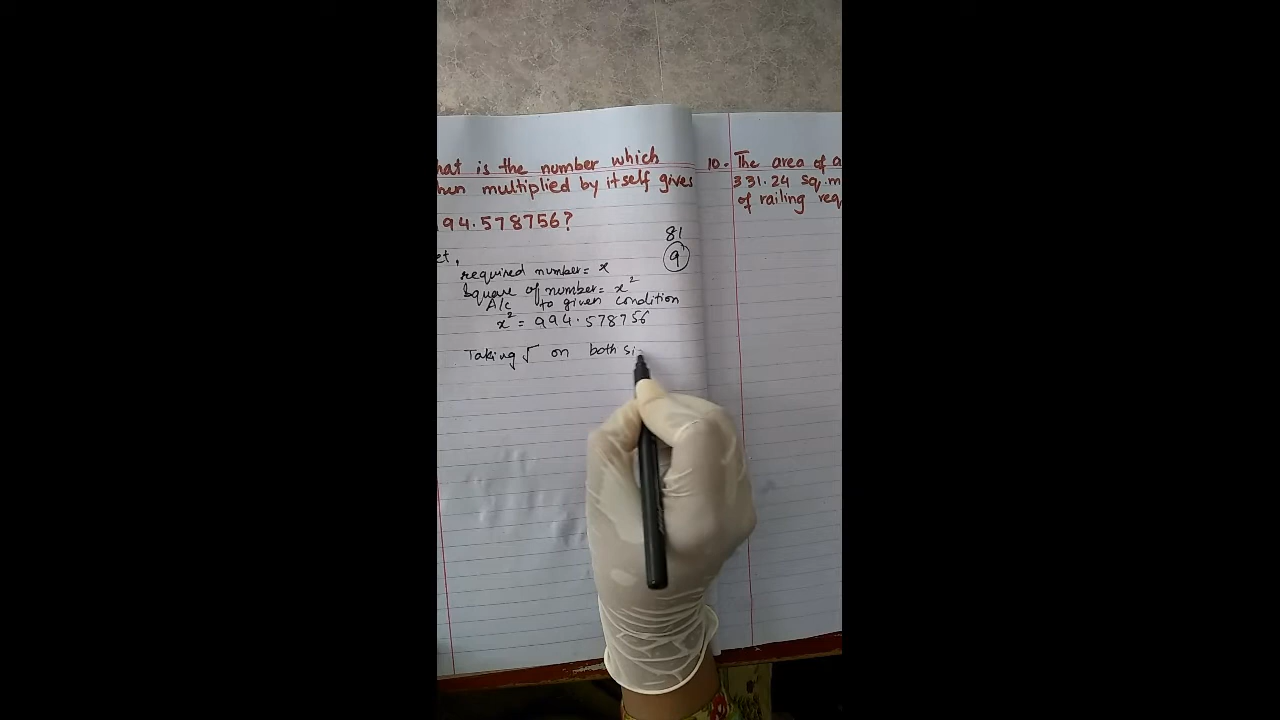 hat is the number which
hen multiplied by itself gives
94.578756?
81
9
et,
required number = x
Square of number = x²
A/c to given condition
x² = 994.578756
Taking √ on both si
10. The area of a
331.24 sq.m
of railing req